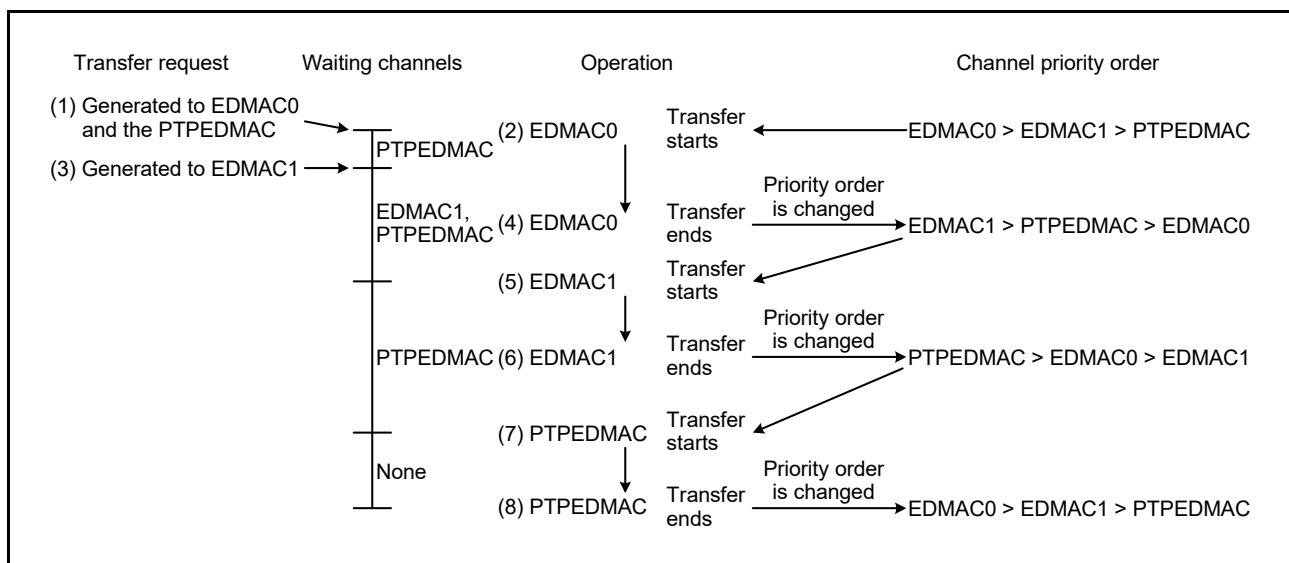 Transfer request
Waiting channels
Operation
Channel priority order
(1) Generated to EDMAC0
and the PTPEDMAC
PTPEDMAC
(2) EDMAC0
Transfer
starts
EDMAC0 > EDMAC1 > PTPEDMAC
(3) Generated to EDMAC1
EDMAC1,
PTPEDMAC
(4) EDMAC0
Transfer
ends
Priority order
is changed
EDMAC1 > PTPEDMAC > EDMAC0
(5) EDMAC1
Transfer
starts
PTPEDMAC
(6) EDMAC1
Transfer
ends
Priority order
is changed
PTPEDMAC > EDMAC0 > EDMAC1
(7) PTPEDMAC
Transfer
starts
None
(8) PTPEDMAC
Transfer
ends
Priority order
is changed
EDMAC0 > EDMAC1 > PTPEDMAC